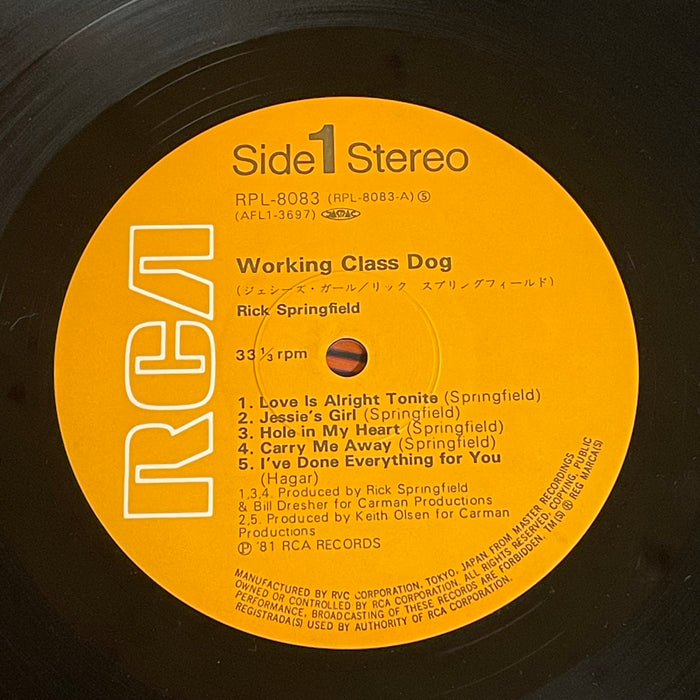 Side 1 Stereo
RPL-8083 (RPL-8083-A) Ⓢ
(AFL1-3697) JASRAC
Working Class Dog
(ジェシーズ・ガール/リック スプリングフィールド)
Rick Springfield
33 1/3 rpm
1. Love Is Alright Tonite (Springfield)
2. Jessie's Girl (Springfield)
3. Hole in My Heart (Springfield)
4. Carry Me Away (Springfield)
5. I've Done Everything for You
(Hagar)
1,3,4. Produced by Rick Springfield
& Bill Dresher for Carman Productions
2,5. Produced by Keith Olsen for Carman
Productions
Ⓟ '81 RCA RECORDS
RCA
MANUFACTURED BY RVC CORPORATION, TOKYO, JAPAN FROM MASTER RECORDINGS
OWNED OR CONTROLLED BY RCA CORPORATION. ALL RIGHTS RESERVED. COPYING, PUBLIC
PERFORMANCE, BROADCASTING OF THESE RECORDS ARE FORBIDDEN. TM(S) ® REG MARCA(S)
REGISTRADA(S) USED BY AUTHORITY OF RCA CORPORATION.